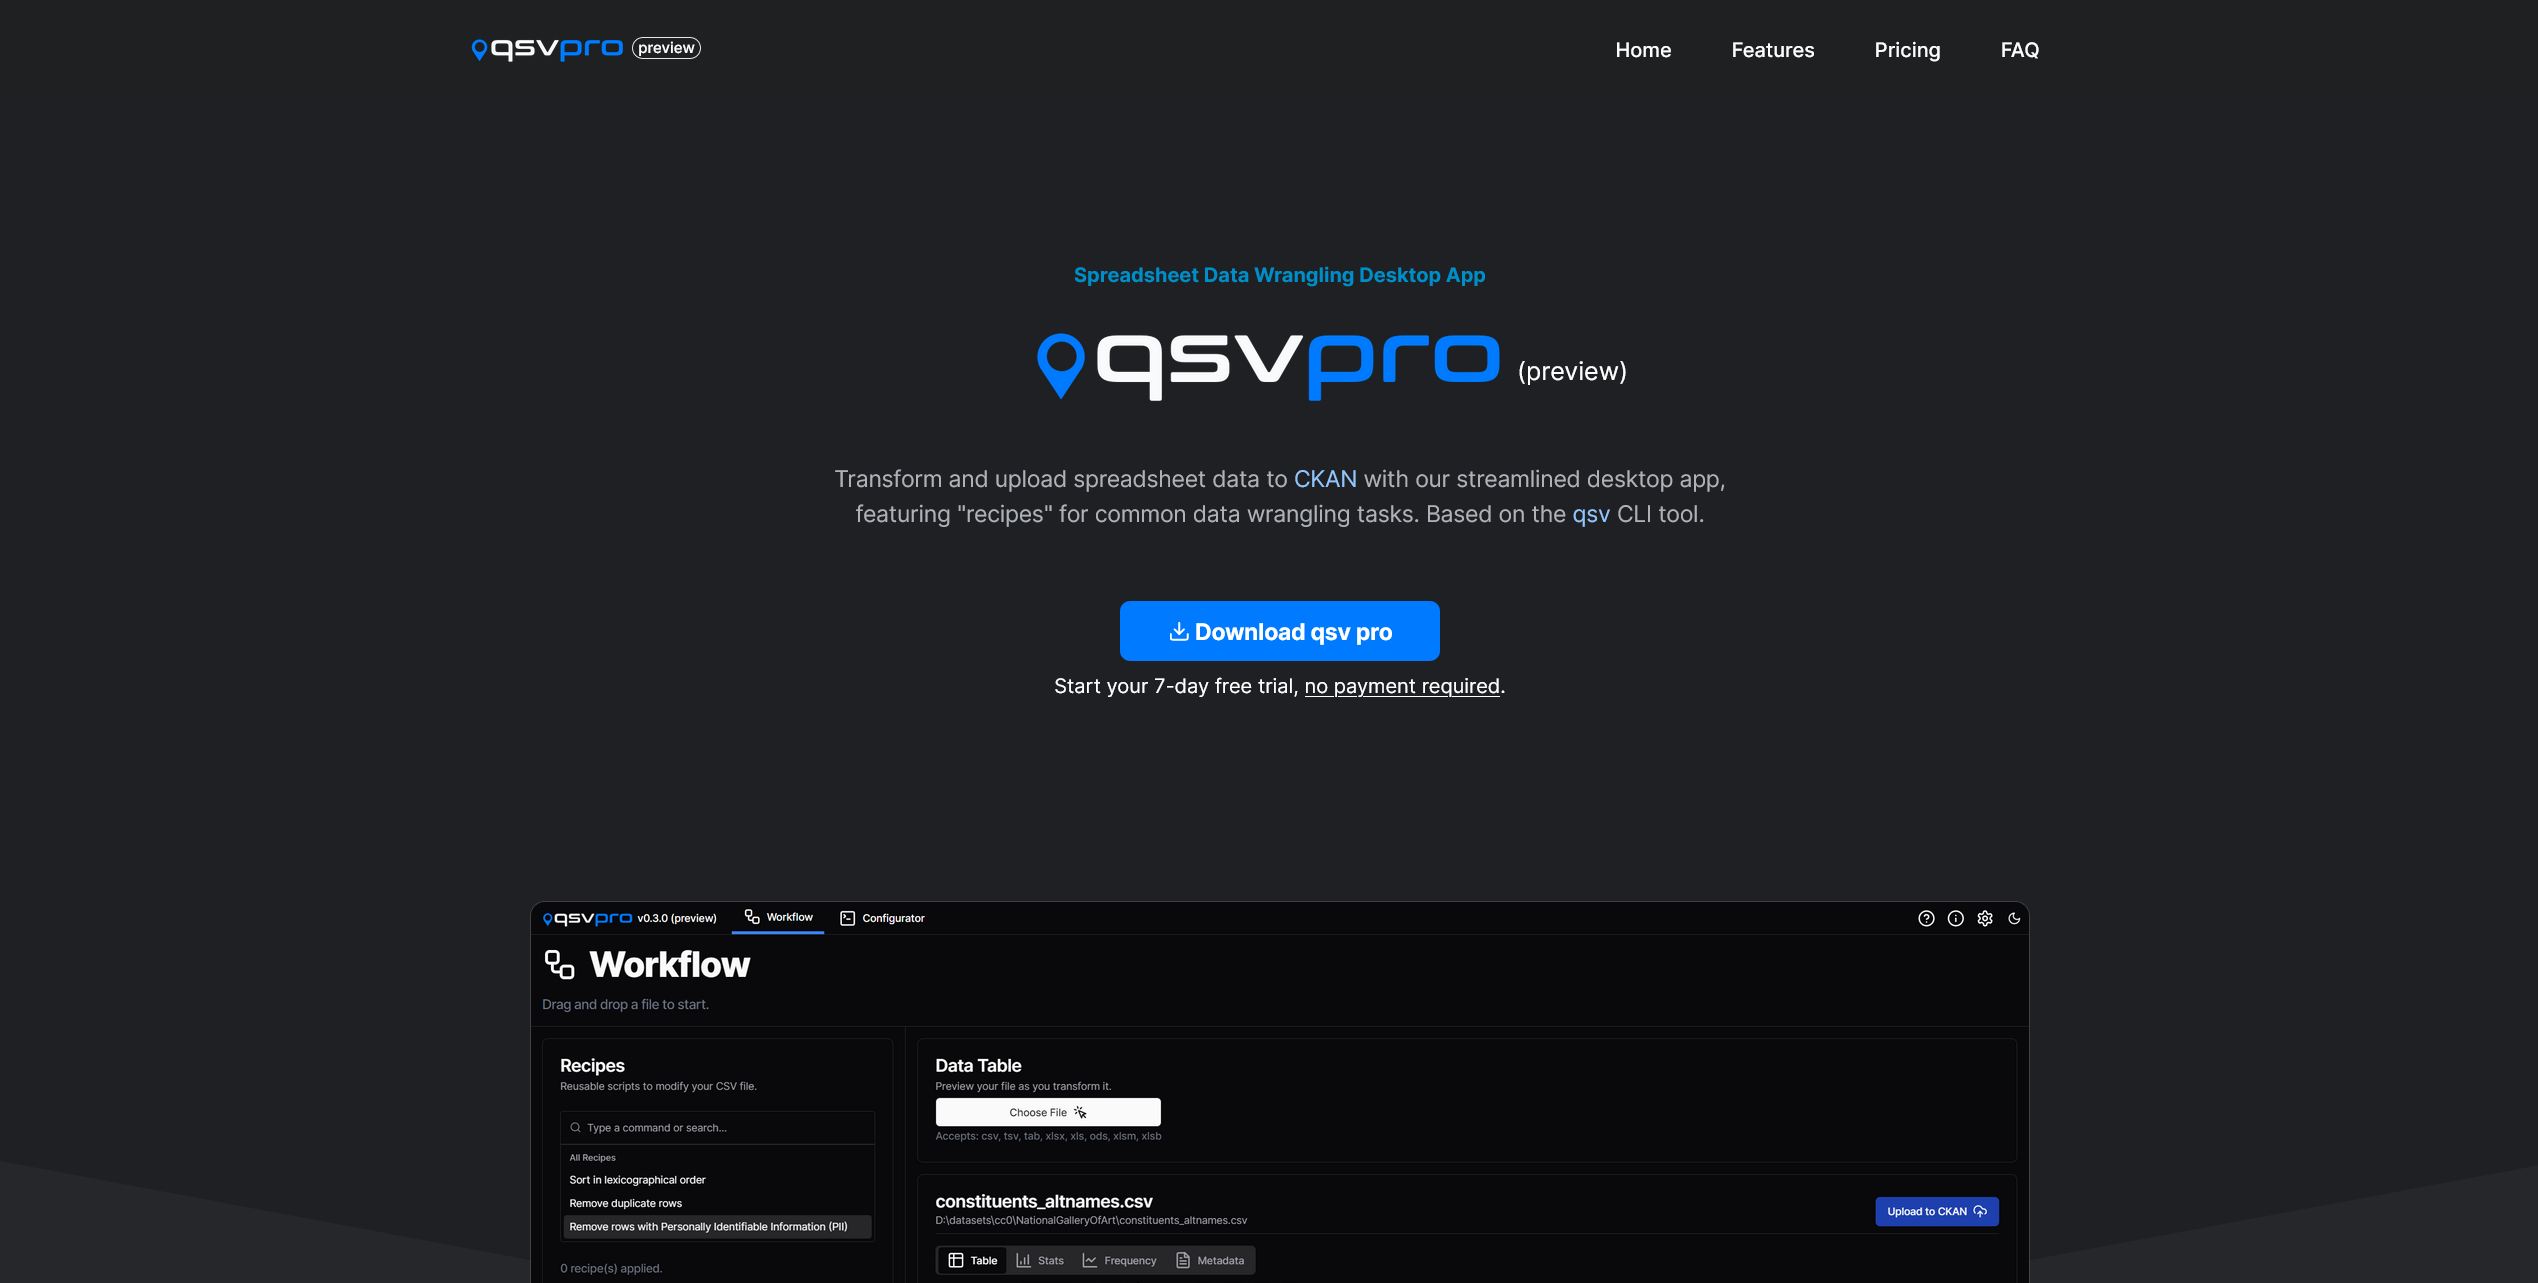 qsvpro preview
Home Features Pricing FAQ
Spreadsheet Data Wrangling Desktop App
qsvpro (preview)
Transform and upload spreadsheet data to CKAN with our streamlined desktop app,
featuring "recipes" for common data wrangling tasks. Based on the qsv CLI tool.
Download qsv pro
Start your 7-day free trial, no payment required.
qsvpro v0.3.0 (preview) Workflow Configurator
Workflow
Drag and drop a file to start.
Recipes
Reusable scripts to modify your CSV file.
Type a command or search...
All Recipes
Sort in lexicographical order
Remove duplicate rows
Remove rows with Personally Identifiable Information (PII)
0 recipe(s) applied.
Data Table
Preview your file as you transform it.
Choose File
Accepts: csv, tsv, tab, xlsx, xls, ods, xlsm, xlsb
constituents_altnames.csv
D:\datasets\cc0\NationalGalleryOfArt\constituents_altnames.csv
Upload to CKAN
Table Stats Frequency Metadata